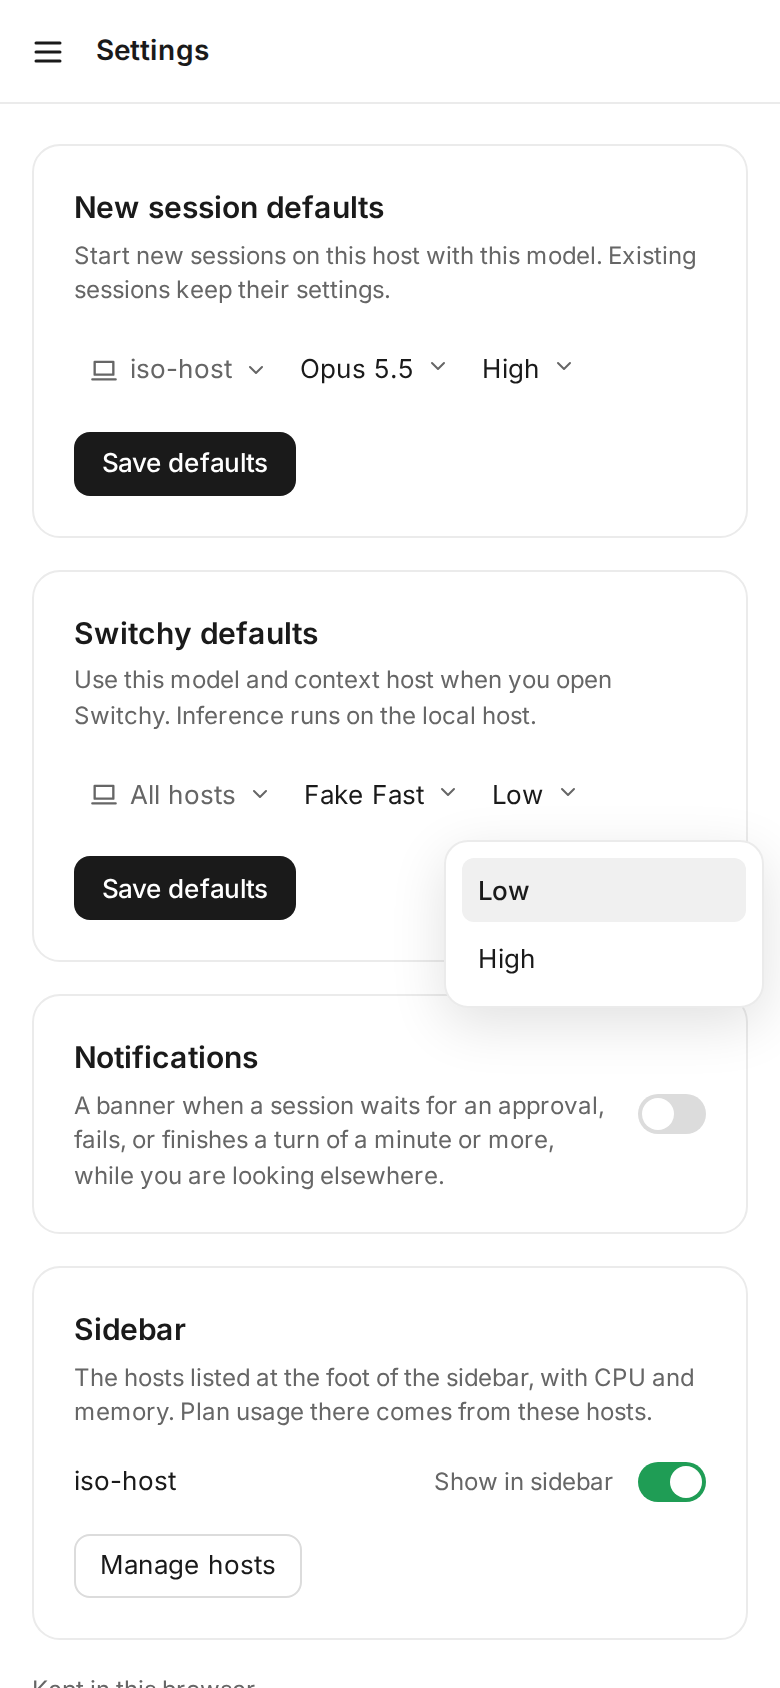 Settings
New session defaults
Start new sessions on this host with this model. Existing
sessions keep their settings.
iso-host Opus 5.5 High
Save defaults
Switchy defaults
Use this model and context host when you open
Switchy. Inference runs on the local host.
All hosts Fake Fast Low
Save defaults
Low
High
Notifications
A banner when a session waits for an approval,
fails, or finishes a turn of a minute or more,
while you are looking elsewhere.
Sidebar
The hosts listed at the foot of the sidebar, with CPU and
memory. Plan usage there comes from these hosts.
iso-host Show in sidebar
Manage hosts
Kept in this browser